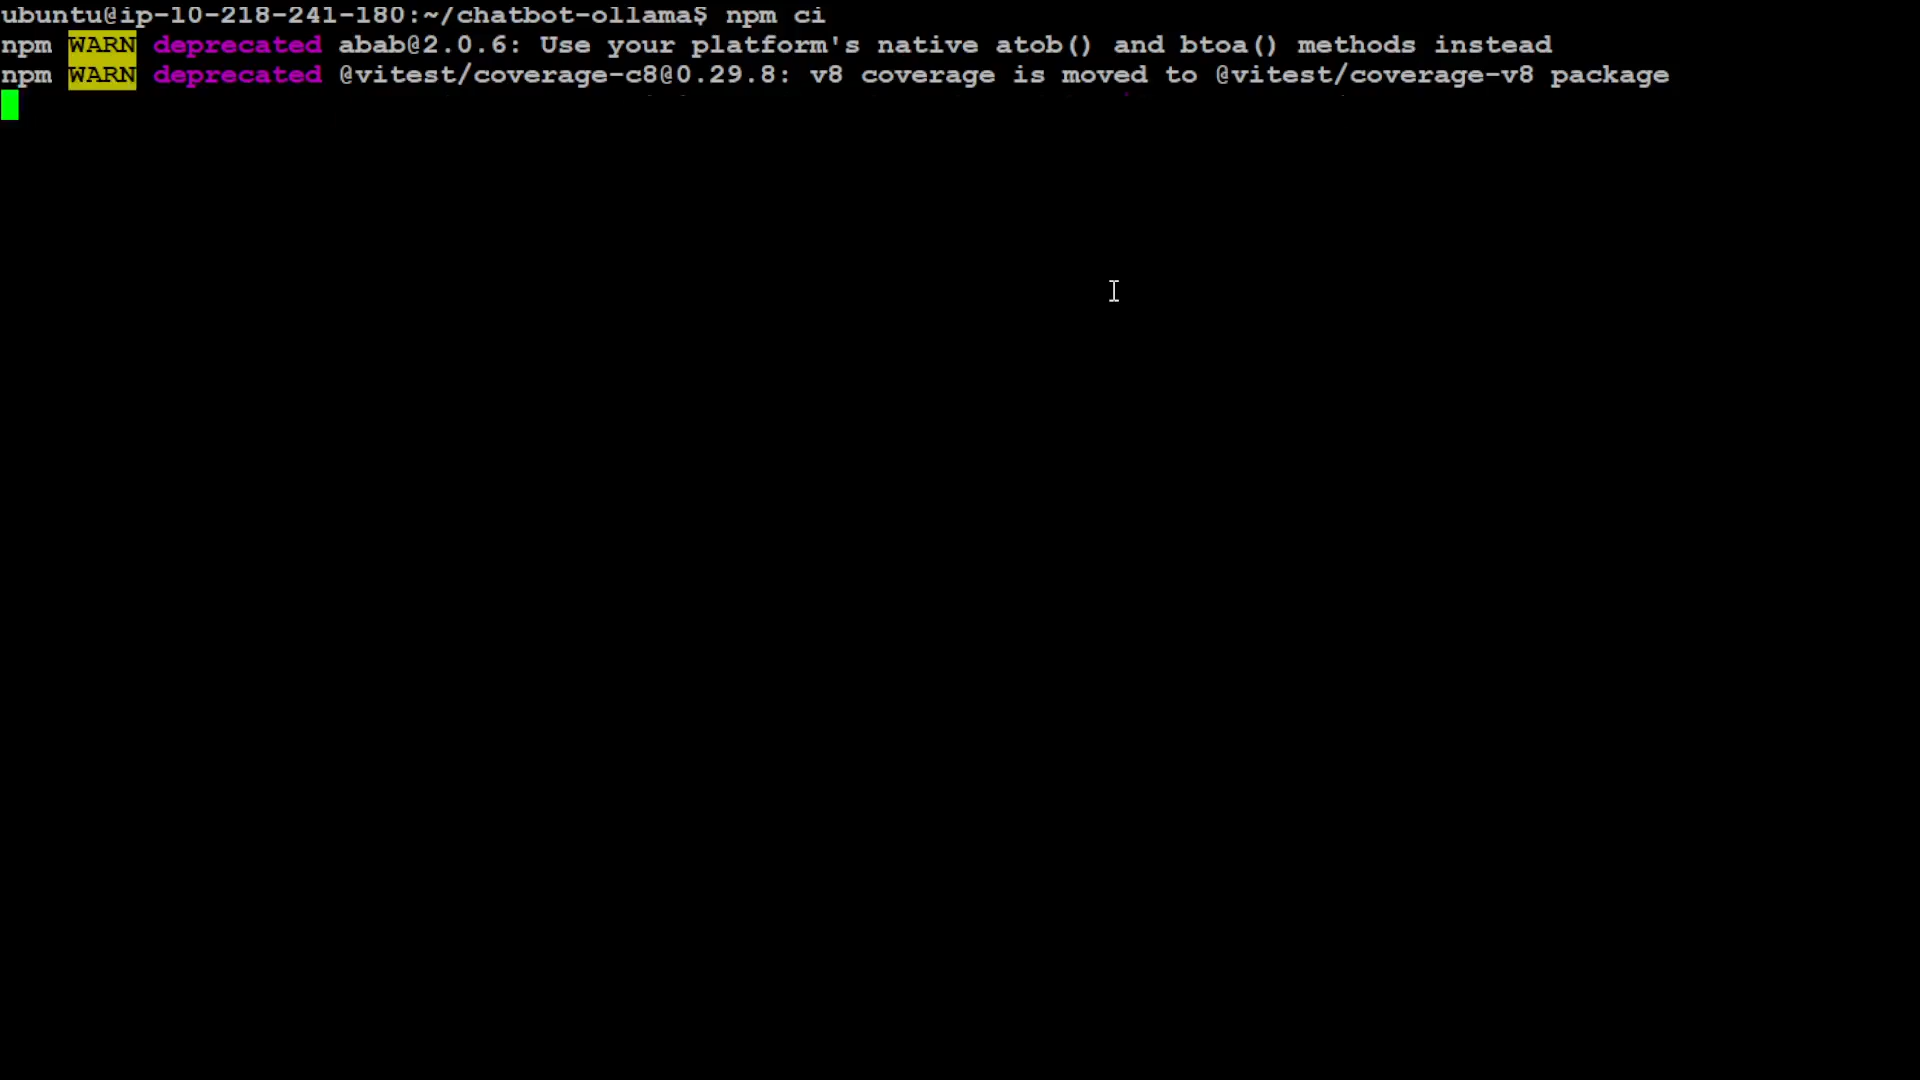 ubuntu@ip-10-218-241-180:~/chatbot-ollama$ npm ci
npm WARN deprecated abab@2.0.6: Use your platform's native atob() and btoa() methods instead
npm WARN deprecated @vitest/coverage-c8@0.29.8: v8 coverage is moved to @vitest/coverage-v8 package